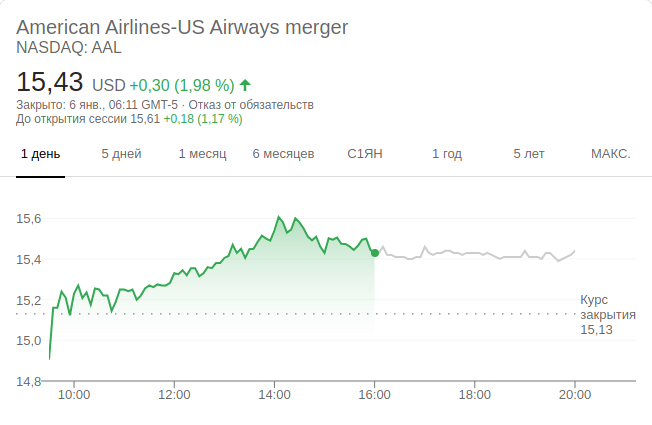 American Airlines-US Airways merger
NASDAQ: AAL
15,43 USD +0,30 (1,98 %)
Закрыто: 6 янв., 06:11 GMT-5 · Отказ от обязательств
До открытия сессии 15,61 +0,18 (1,17 %)
1 день 5 дней 1 месяц 6 месяцев С1ЯН 1 год 5 лет МАКС.
15,6
15,4
15,2
15,0
14,8
Курс
закрытия
15,13
10:00 12:00 14:00 16:00 18:00 20:00